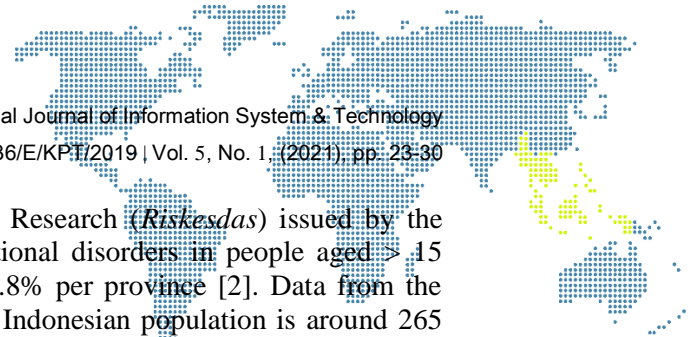 al Journal of Information System & Technology
36/E/KPT/2019 | Vol. 5, No. 1, (2021), pp. 23-30
Research (Riskesdas) issued by the
tional disorders in people aged > 15
.8% per province [2]. Data from the
Indonesian population is around 265